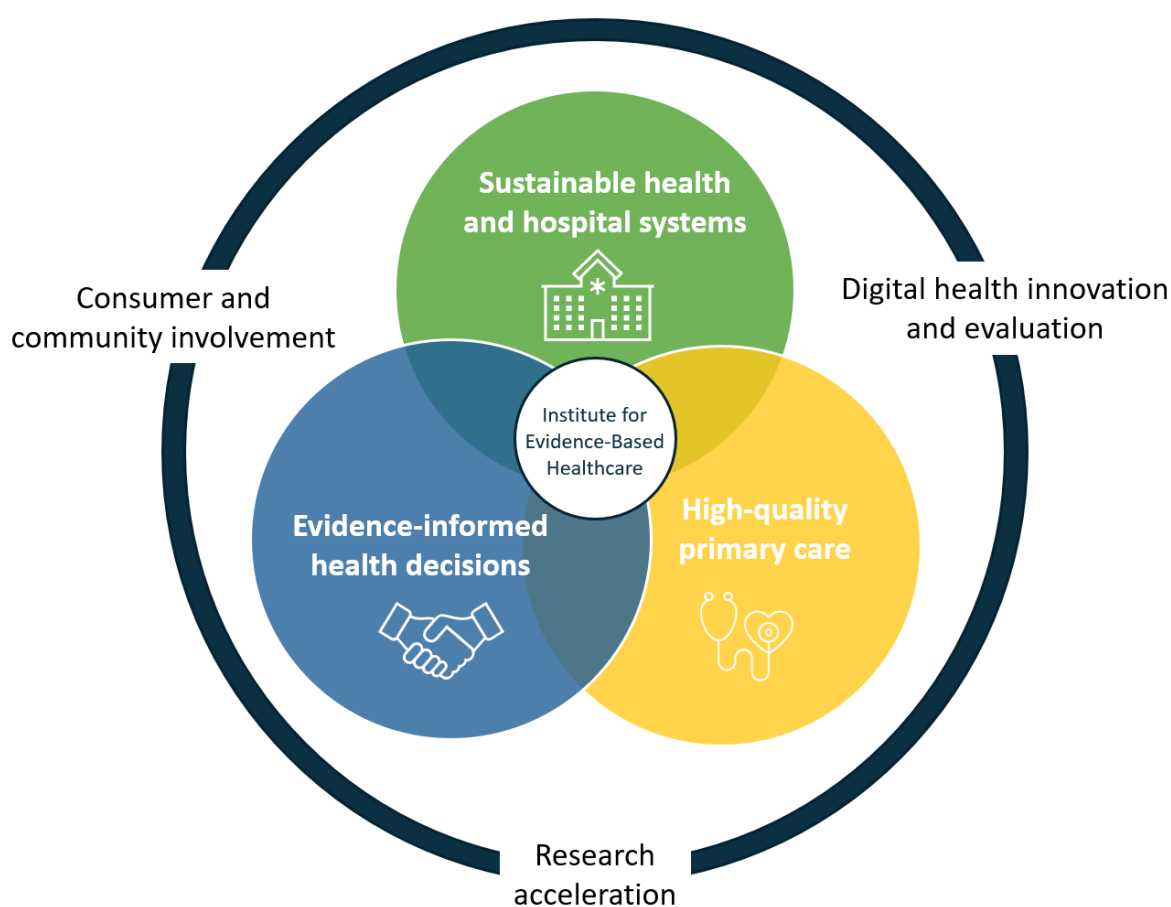 Sustainable health
and hospital systems
Consumer and
community involvement
Digital health innovation
and evaluation
Institute for
Evidence-Based
Healthcare
Evidence-informed
health decisions
High-quality
primary care
Research
acceleration